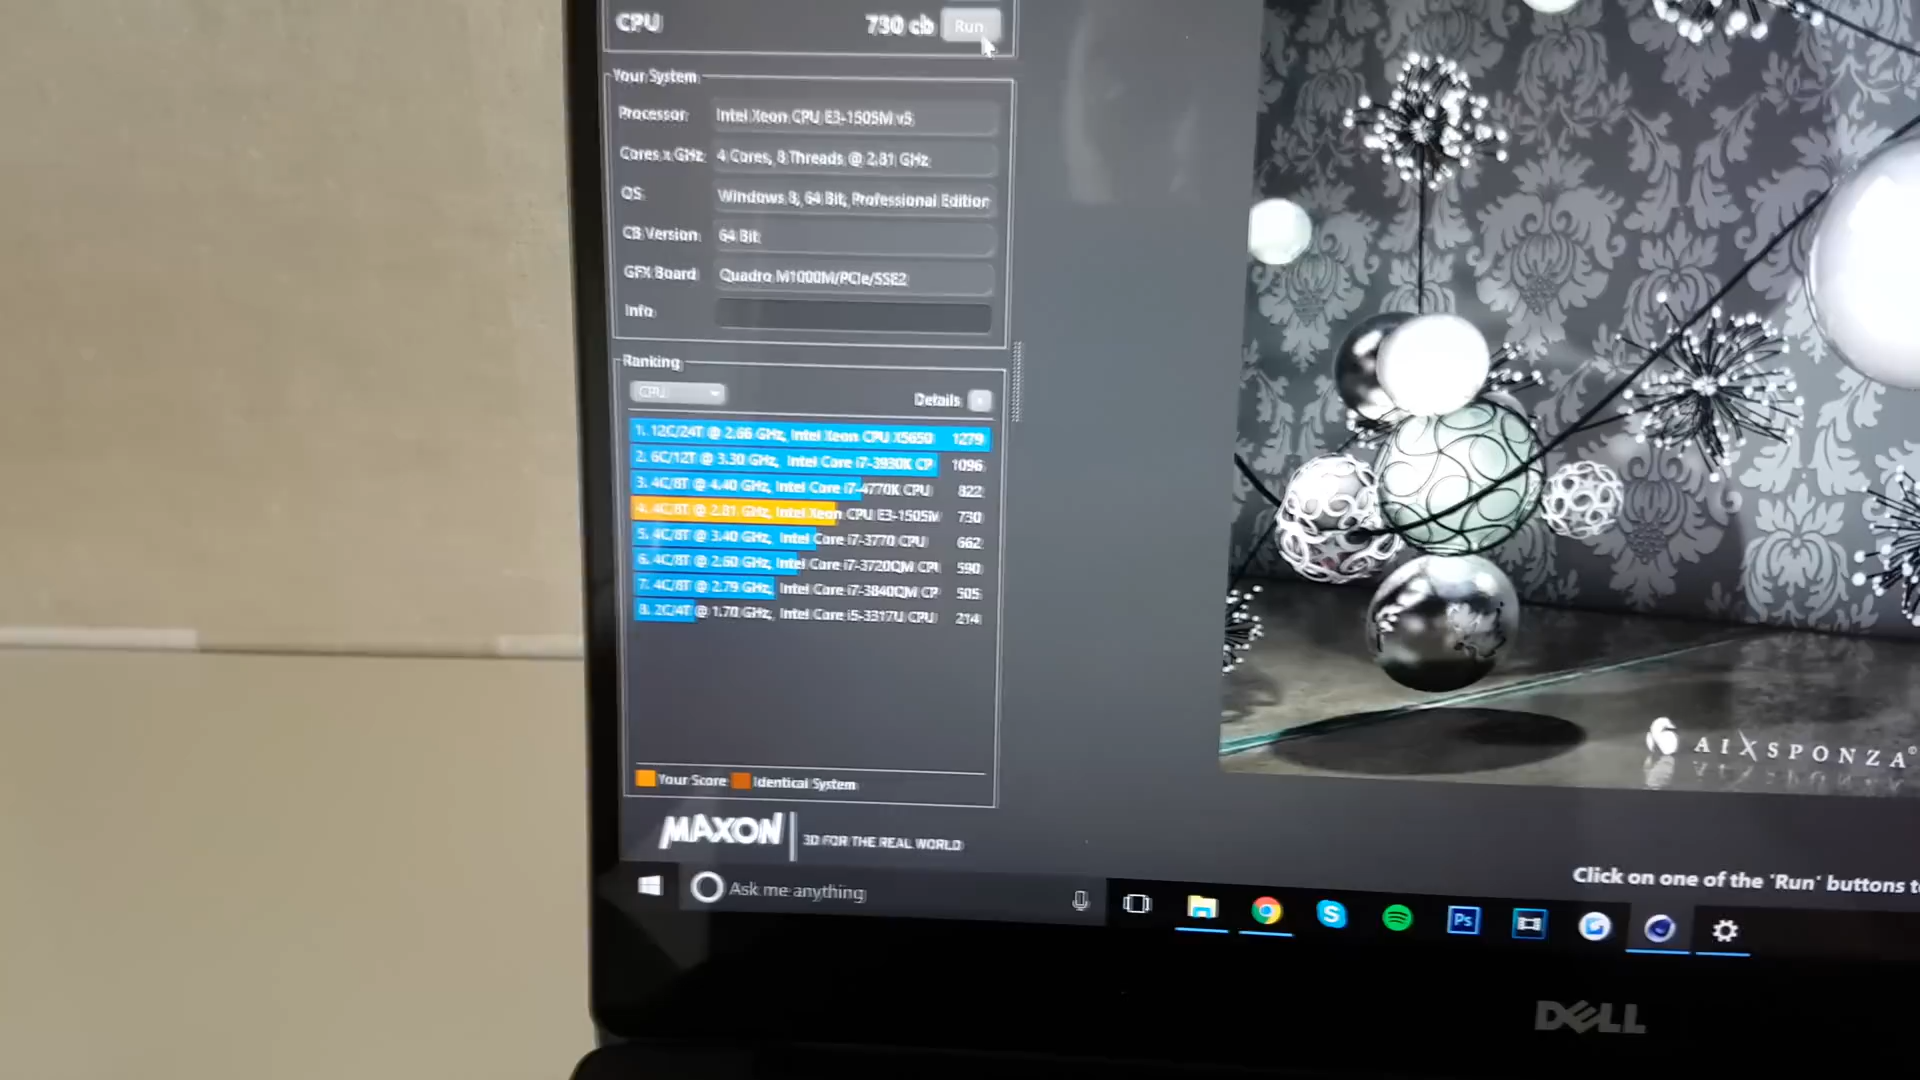 CPU 730 cb Run
Your System
Processor: Intel Xeon CPU E3-1505M v5
Cores x GHz: 4 Cores, 8 Threads @ 2.81 GHz
OS: Windows 8, 64 Bit, Professional Edition
CB Version: 64 Bit
GFX Board: Quadro M1000M/PCIe/SSE2
Info:
Ranking
CPU
Details
1. 12C/24T @ 2.66 GHz, Intel Xeon CPU X5650 1279
2. 6C/12T @ 3.30 GHz, Intel Core i7-3930K CP 1096
3. 4C/8T @ 4.40 GHz, Intel Core i7-4770K CPU 822
4. 4C/8T @ 2.81 GHz, Intel Xeon CPU E3-1505M 730
5. 4C/8T @ 3.40 GHz, Intel Core i7-3770 CPU 662
6. 4C/8T @ 2.60 GHz, Intel Core i7-3720QM CPU 590
7. 4C/8T @ 2.79 GHz, Intel Core i7-3840QM CP 505
8. 2C/4T @ 1.70 GHz, Intel Core i5-3317U CPU 214
AIXSPONZA©
Your Score Identical System
MAXON 3D FOR THE REAL WORLD
Click on one of the 'Run' buttons to
Ask me anything
S
Ps
DELL